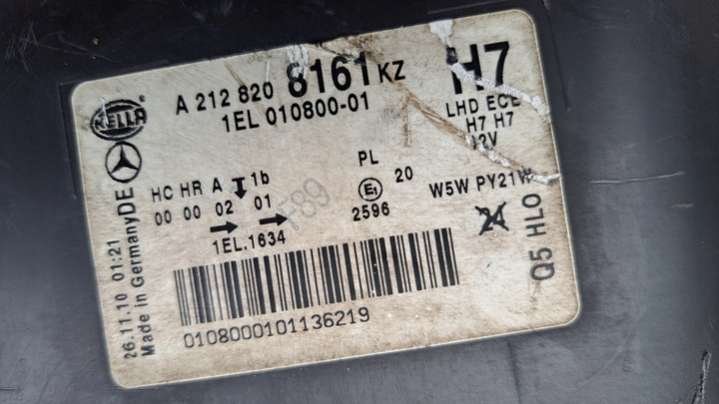 HELLA
A 212 820 8161 KZ
1EL 010800-01
H7
LHD ECE
H7 H7
12V
HC HR A 1b
00 00 02 01
1EL.1634
F89
PL
E1 20
2596
W5W PY21W
24
Q5 HLO
DE
26.11.10 01:21
Made in Germany
0108000101136219